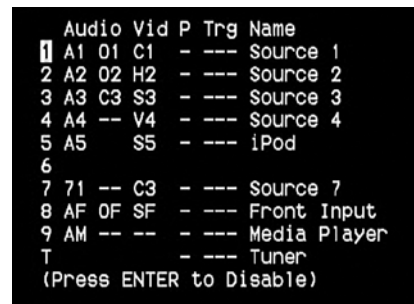 Audio Vid P Trg Name
1 A1 O1 C1 - --- Source 1
2 A2 O2 H2 - --- Source 2
3 A3 C3 S3 - --- Source 3
4 A4 -- V4 - --- Source 4
5 A5 S5 - --- iPod
6
7 71 -- C3 - --- Source 7
8 AF OF SF - --- Front Input
9 AM -- -- - --- Media Player
T - --- Tuner
(Press ENTER to Disable)